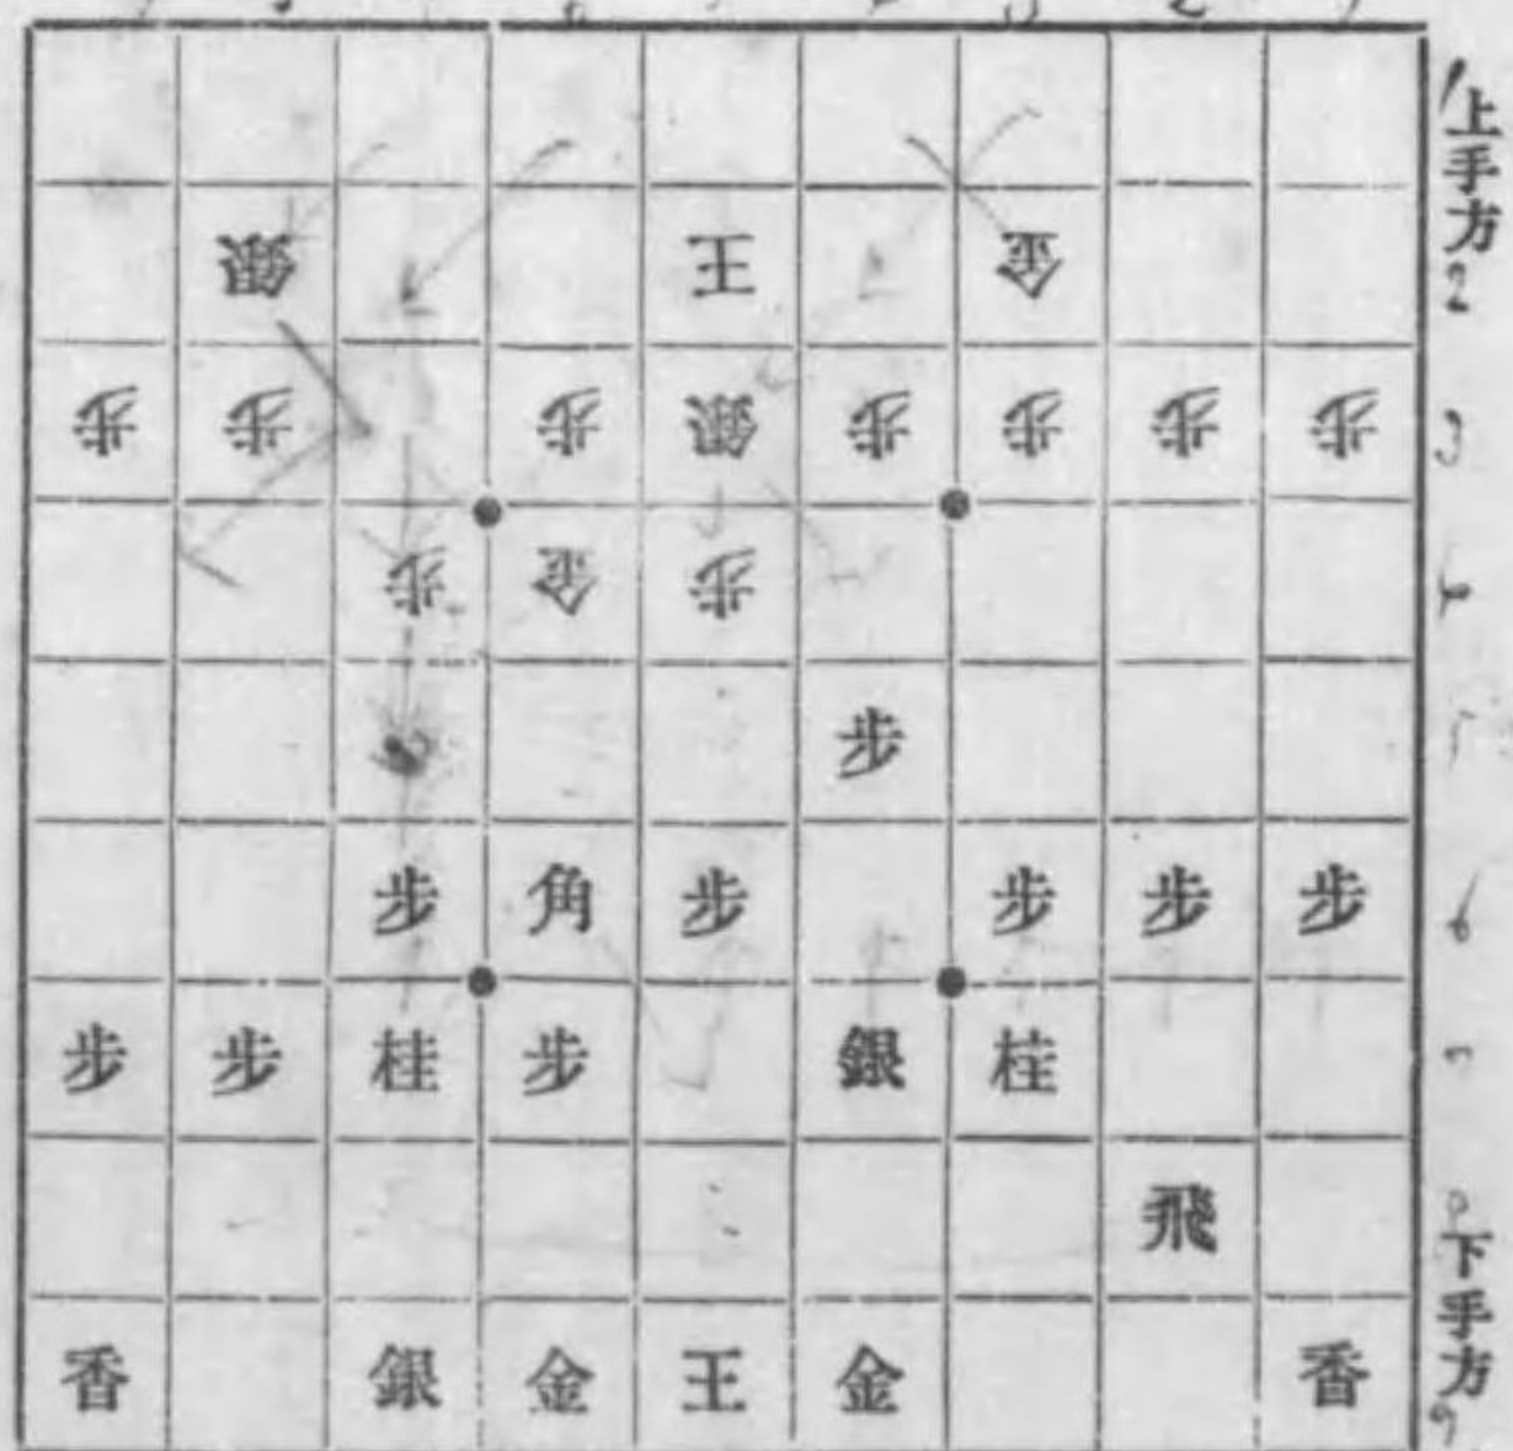 上手方
銀 王 金
歩 歩 歩 銀 歩 歩 歩 歩
歩 金 歩
歩
歩 角 歩 歩 歩 歩
歩 歩 桂 歩 銀 桂
飛
香 銀 金 王 金 香
下手方